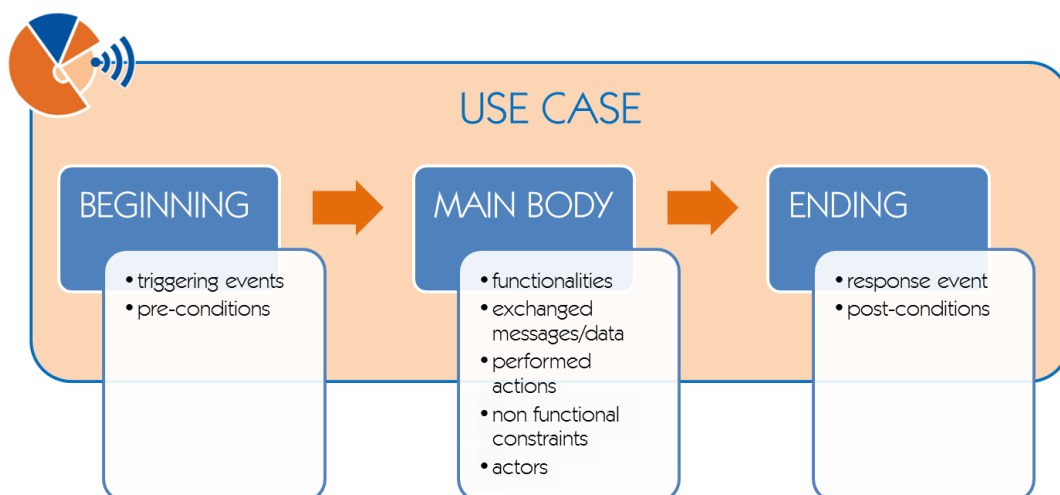 USE CASE
BEGINNING
• triggering events
• pre-conditions
MAIN BODY
• functionalities
• exchanged
messages/data
• performed
actions
• non functional
constraints
• actors
ENDING
• response event
• post-conditions